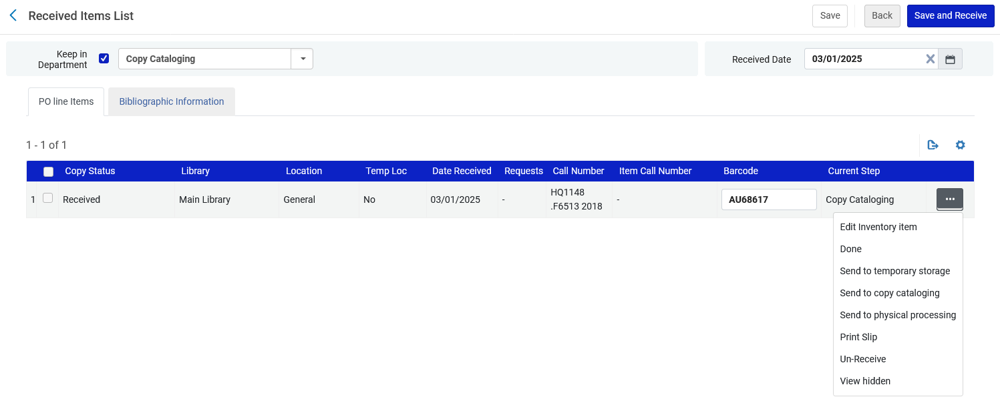 Received Items List
Save
Back
Save and Receive
Keep in
Department
Copy Cataloging
Received Date
03/01/2025
PO line Items
Bibliographic Information
1 - 1 of 1
Copy Status Library Location Temp Loc Date Received Requests Call Number Item Call Number Barcode Current Step
1 Received Main Library General No 03/01/2025 - HQ1148
.F6513 2018 - AU68617 Copy Cataloging
Edit Inventory item
Done
Send to temporary storage
Send to copy cataloging
Send to physical processing
Print Slip
Un-Receive
View hidden